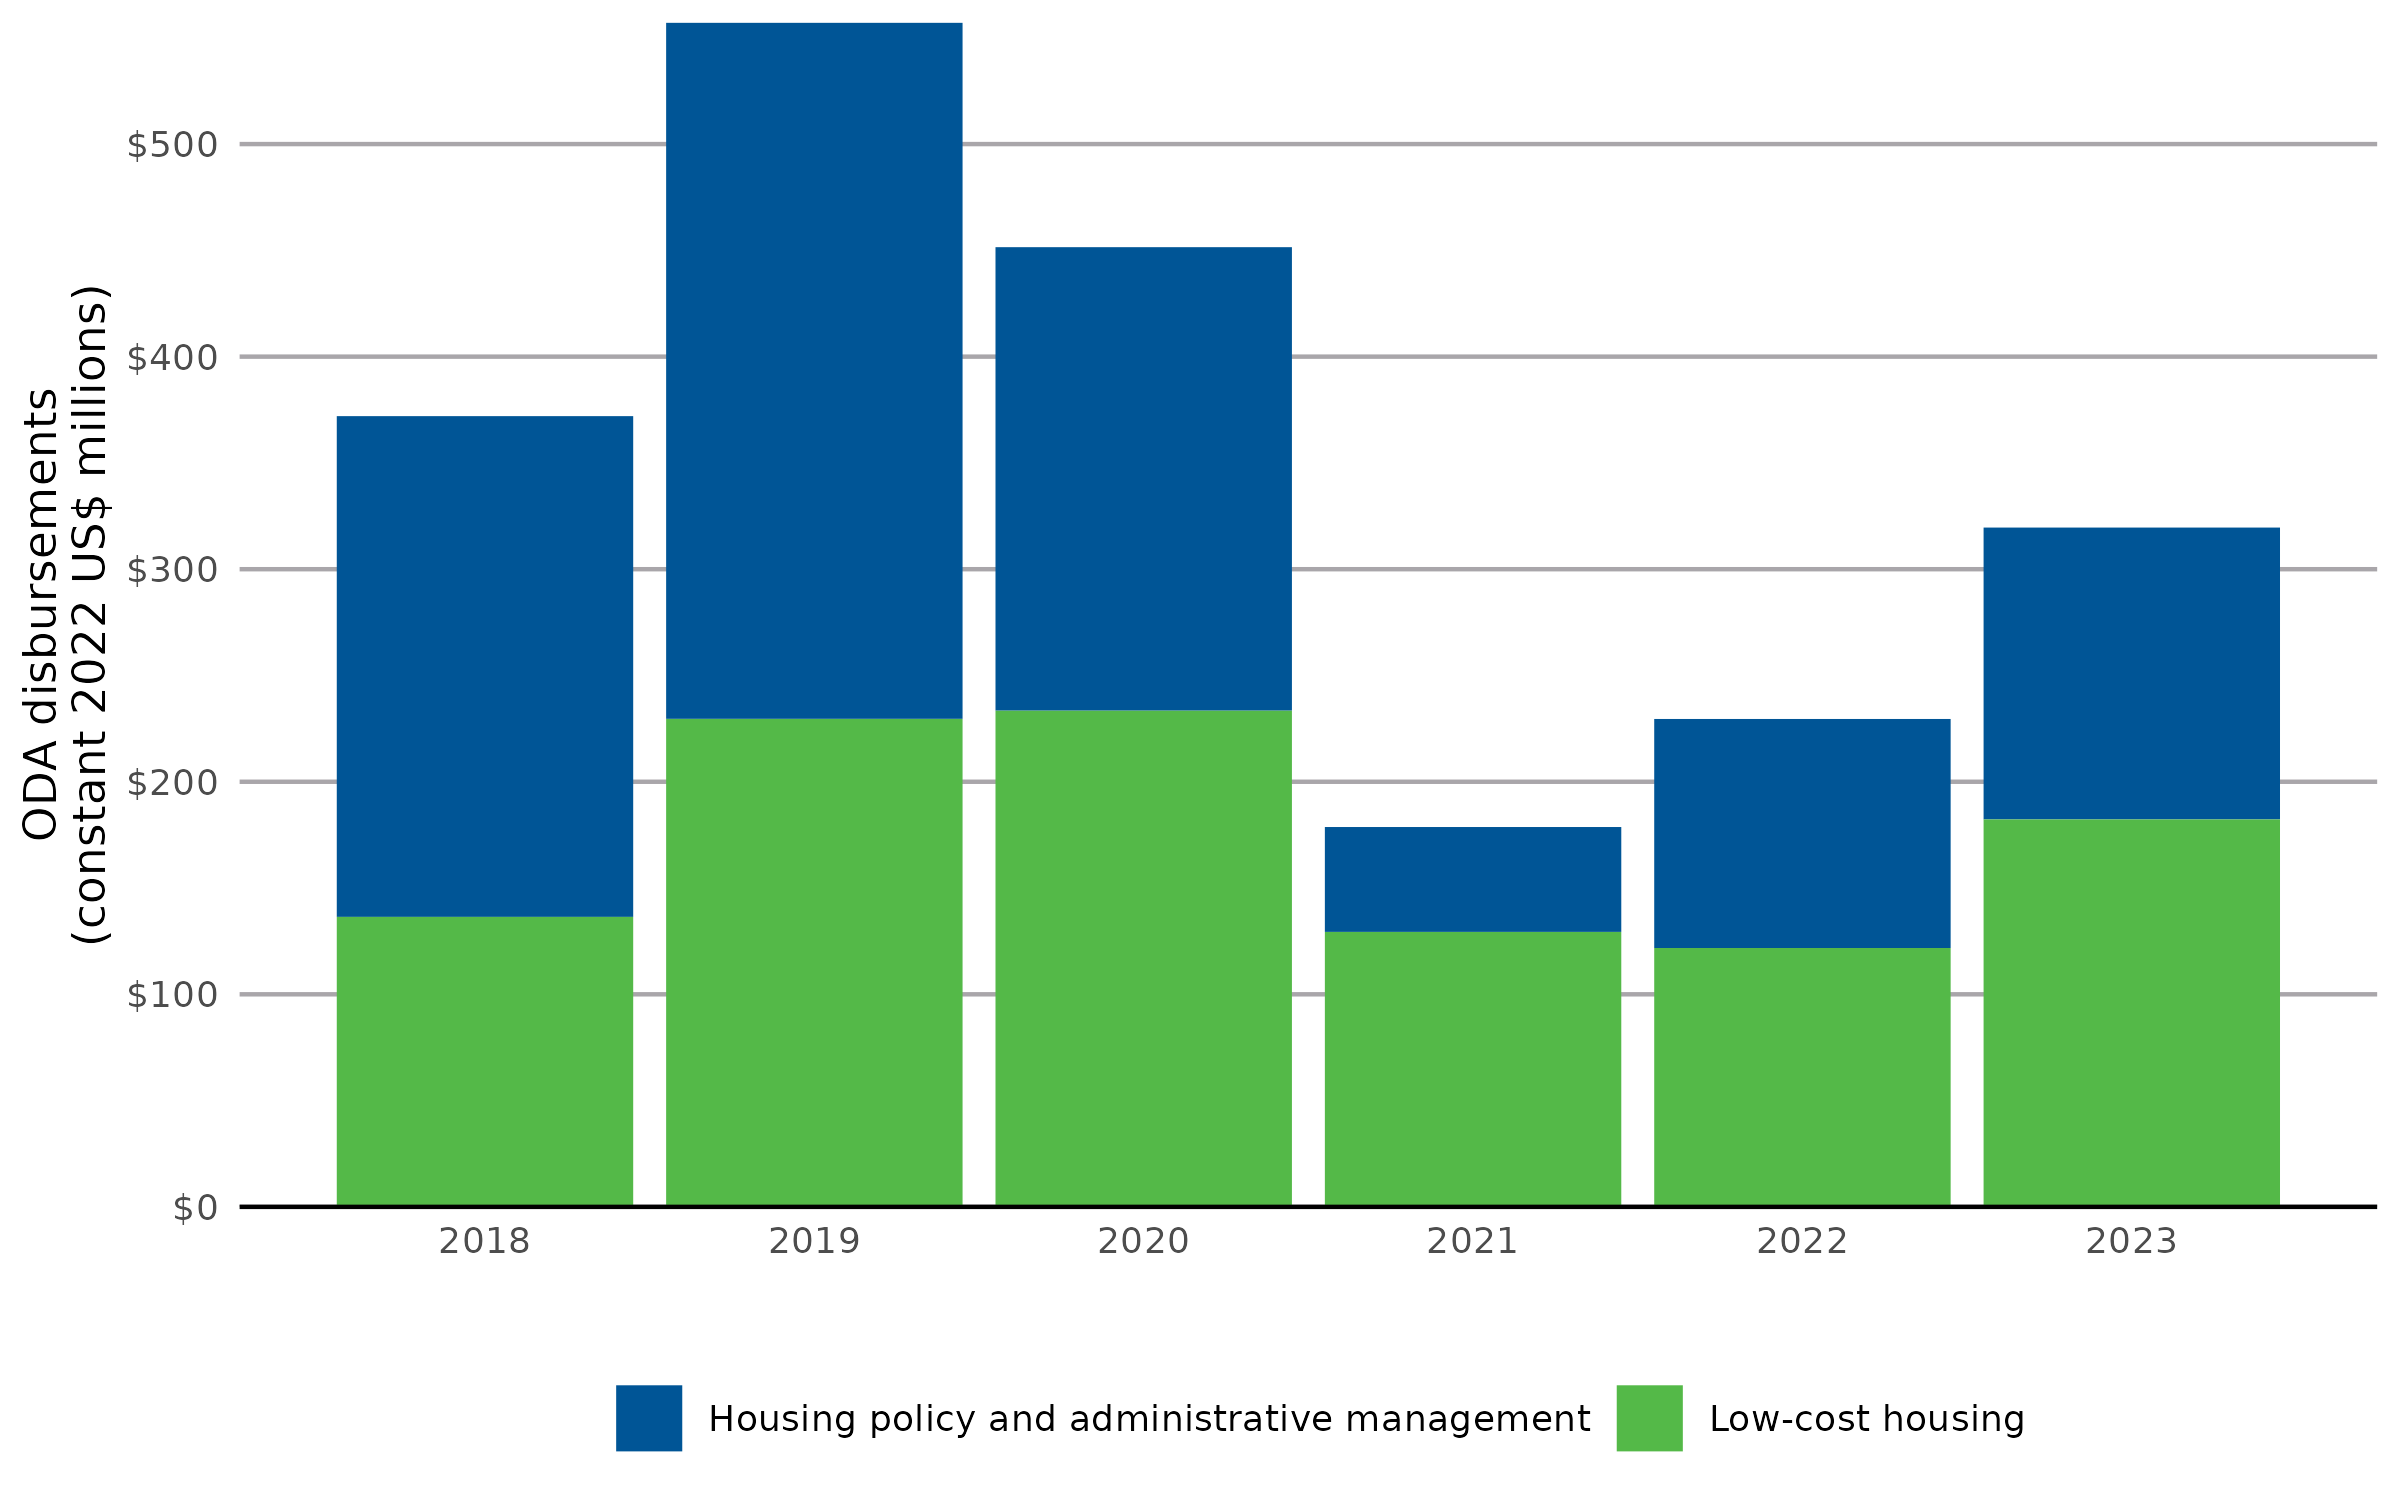 ODA disbursements
(constant 2022 US$ millions)
$500
$400
$300
$200
$100
$0
2018 2019 2020 2021 2022 2023
Housing policy and administrative management Low-cost housing